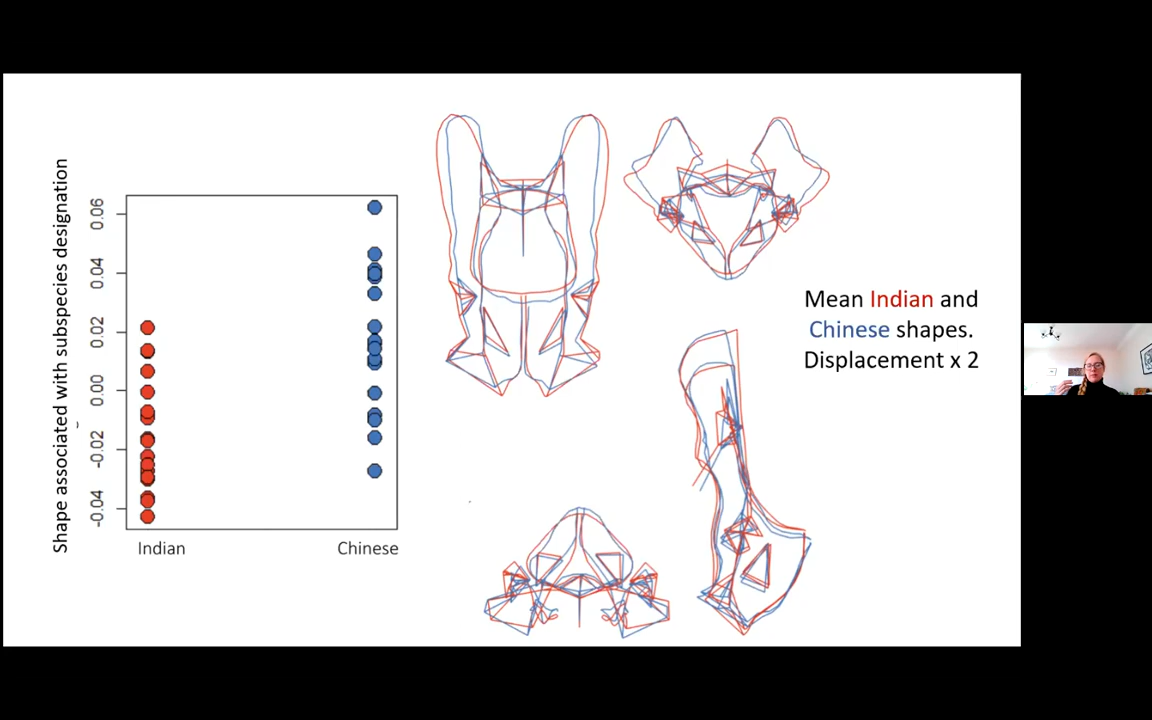 Shape associated with subspecies designation
0.06
0.04
0.02
0.00
-0.02
-0.04
Indian
Chinese
Mean Indian and
Chinese shapes.
Displacement x 2